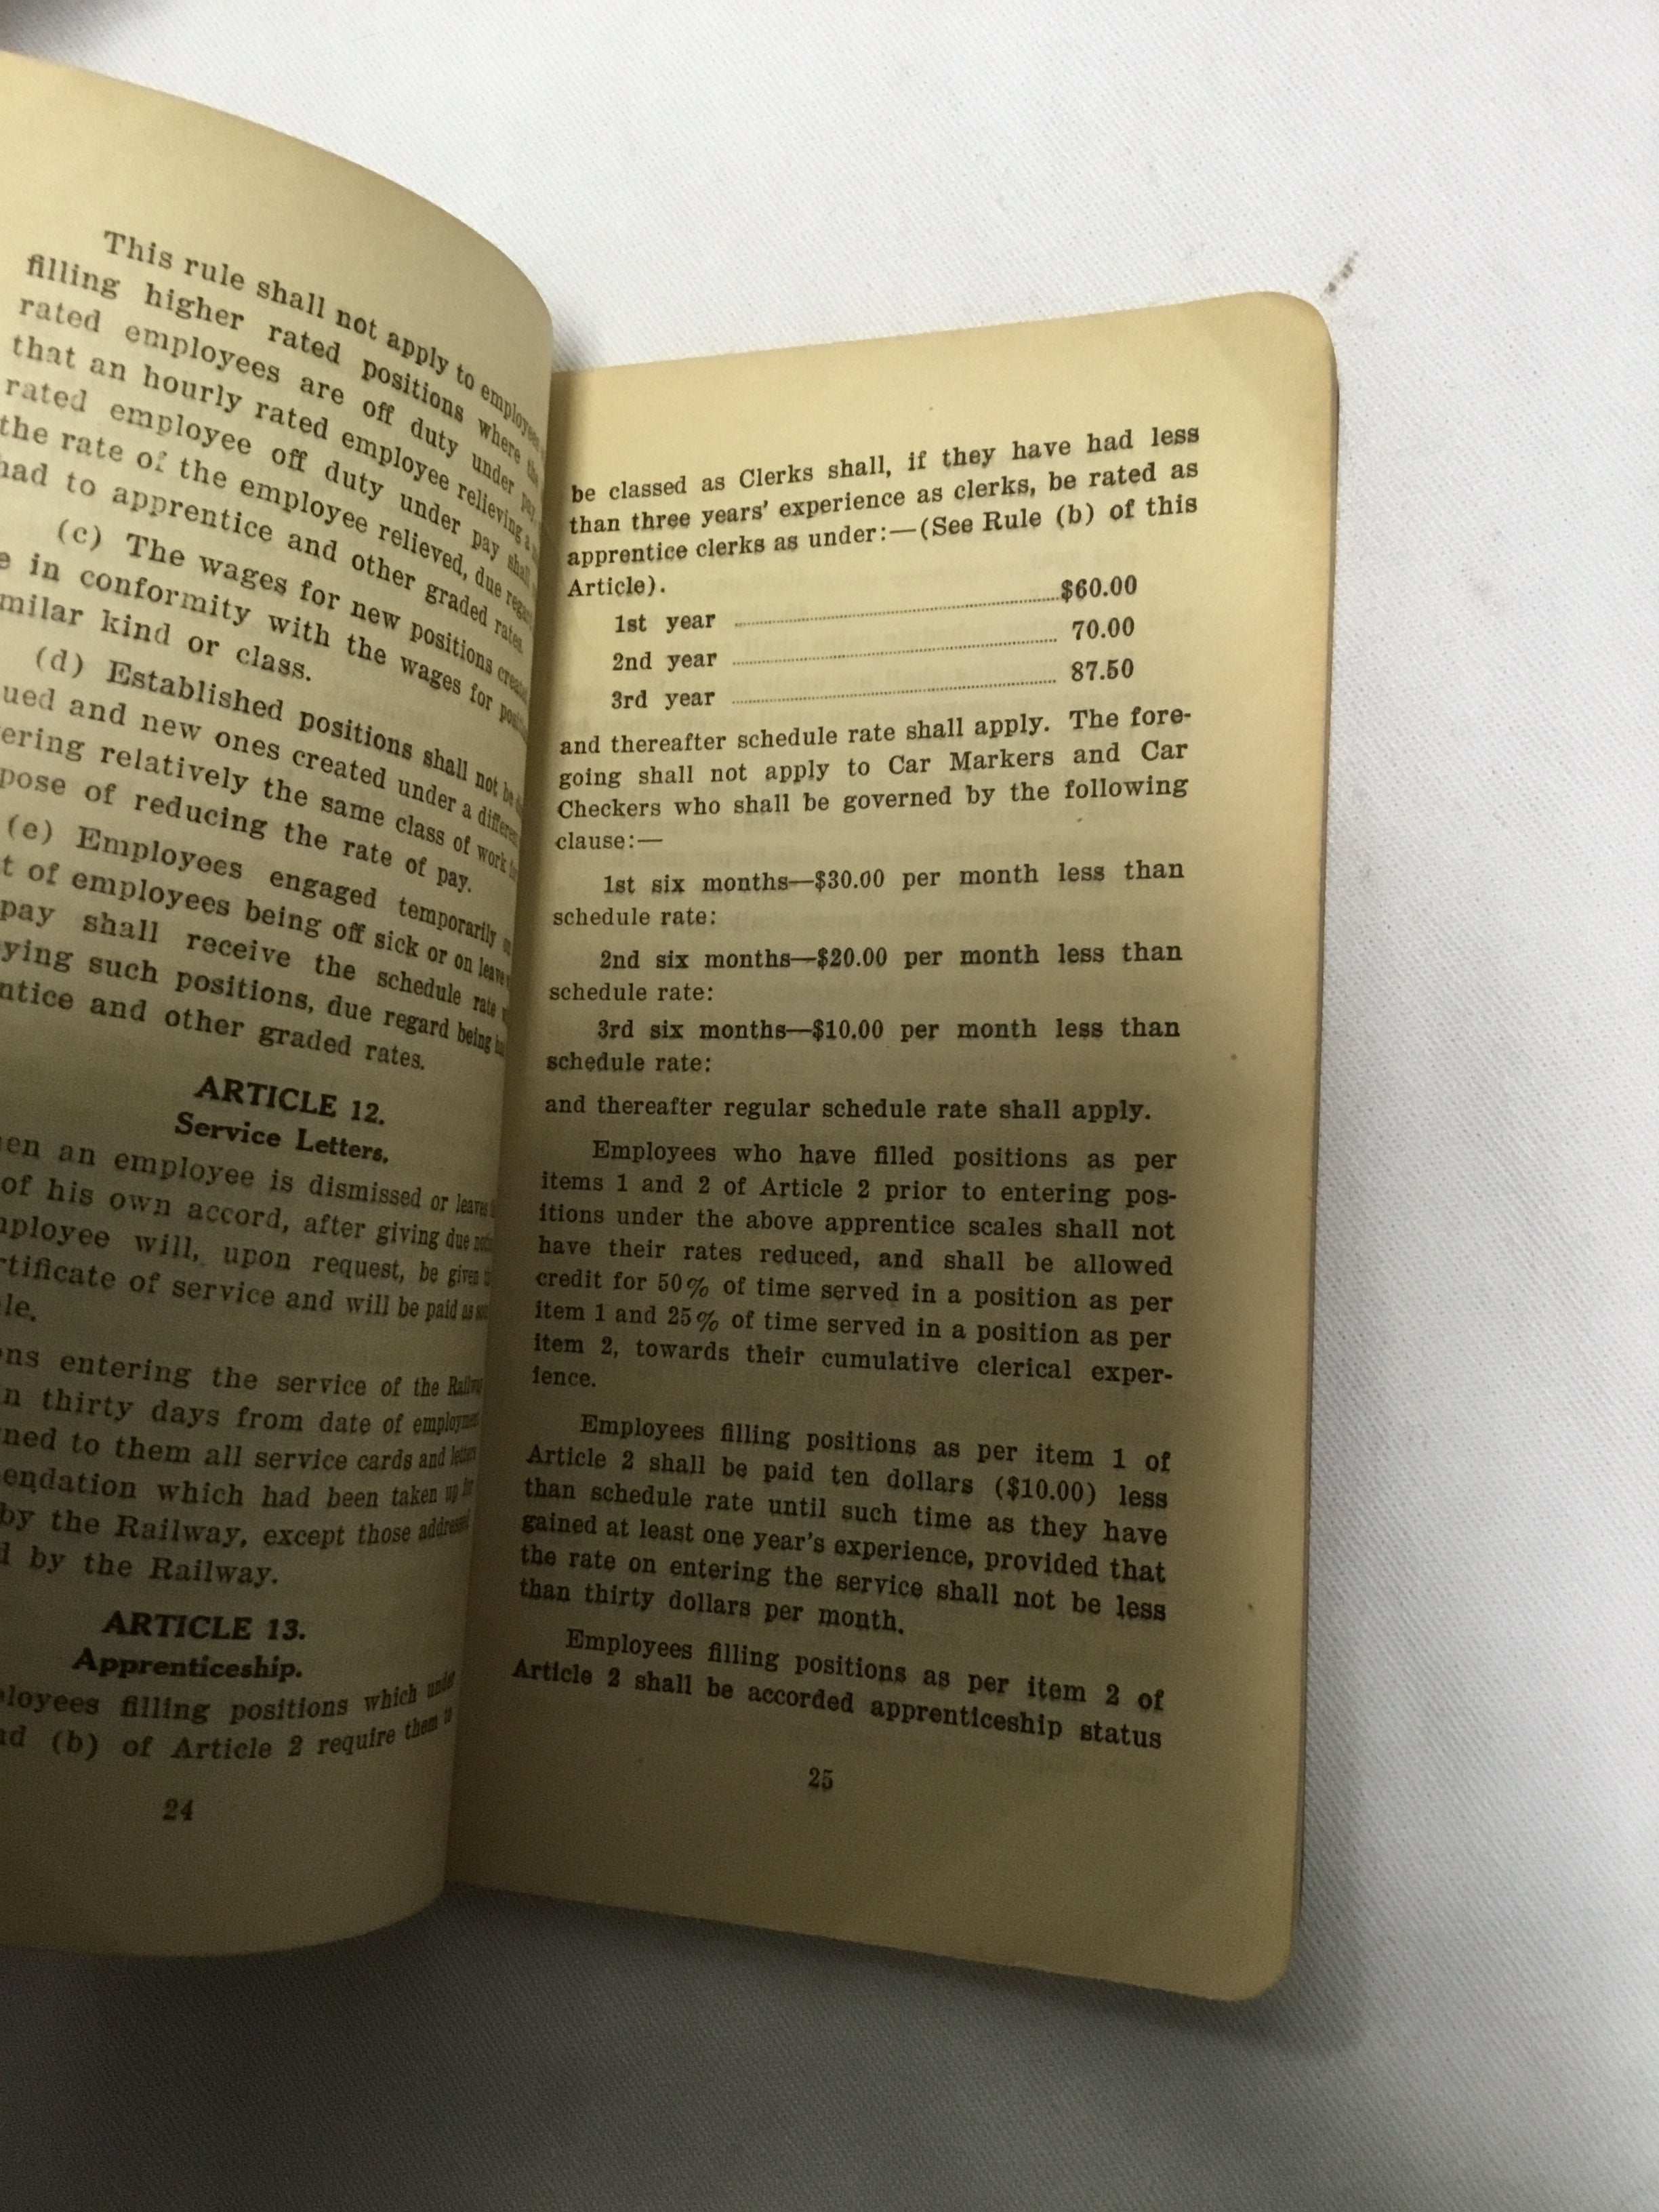 This rule shall not apply to employees
filling higher rated positions where the
rated employees are off duty under pay,
that an hourly rated employee relieving a
rated employee off duty under pay shall
the rate of the employee relieved, due
had to apprentice and other graded rates.
(c) The wages for new positions
in conformity with the wages for
kind or class.
(d) Established positions shall not be
and new ones created under a
relatively the same class of work
of reducing the rate of pay.
(e) Employees engaged temporarily
of employees being off sick or on leave
pay shall receive the schedule rate
such positions, due regard being
and other graded rates.
ARTICLE 12.
Service Letters.
an employee is dismissed or leaves
of his own accord, after giving due
will, upon request, be given
of service and will be paid as
entering the service of the
thirty days from date of
to them all service cards and letters
which had been taken up for
by the Railway, except those addressed
by the Railway.
ARTICLE 13.
Apprenticeship.
filling positions which under
(b) of Article 2 require them to
24
be classed as Clerks shall, if they have had less
than three years' experience as clerks, be rated as
apprentice clerks as under:—(See Rule (b) of this
Article).
1st year ........ $60.00
2nd year ........ 70.00
3rd year ........ 87.50
and thereafter schedule rate shall apply. The fore-
going shall not apply to Car Markers and Car
Checkers who shall be governed by the following
clause:—
1st six months—$30.00 per month less than
schedule rate:
2nd six months—$20.00 per month less than
schedule rate:
3rd six months—$10.00 per month less than
schedule rate:
and thereafter regular schedule rate shall apply.
Employees who have filled positions as per
items 1 and 2 of Article 2 prior to entering pos-
itions under the above apprentice scales shall not
have their rates reduced, and shall be allowed
credit for 50% of time served in a position as per
item 1 and 25% of time served in a position as per
item 2, towards their cumulative clerical exper-
ience.
Employees filling positions as per item 1 of
Article 2 shall be paid ten dollars ($10.00) less
than schedule rate until such time as they have
gained at least one year's experience, provided that
the rate on entering the service shall not be less
than thirty dollars per month.
Employees filling positions as per item 2 of
Article 2 shall be accorded apprenticeship status
25